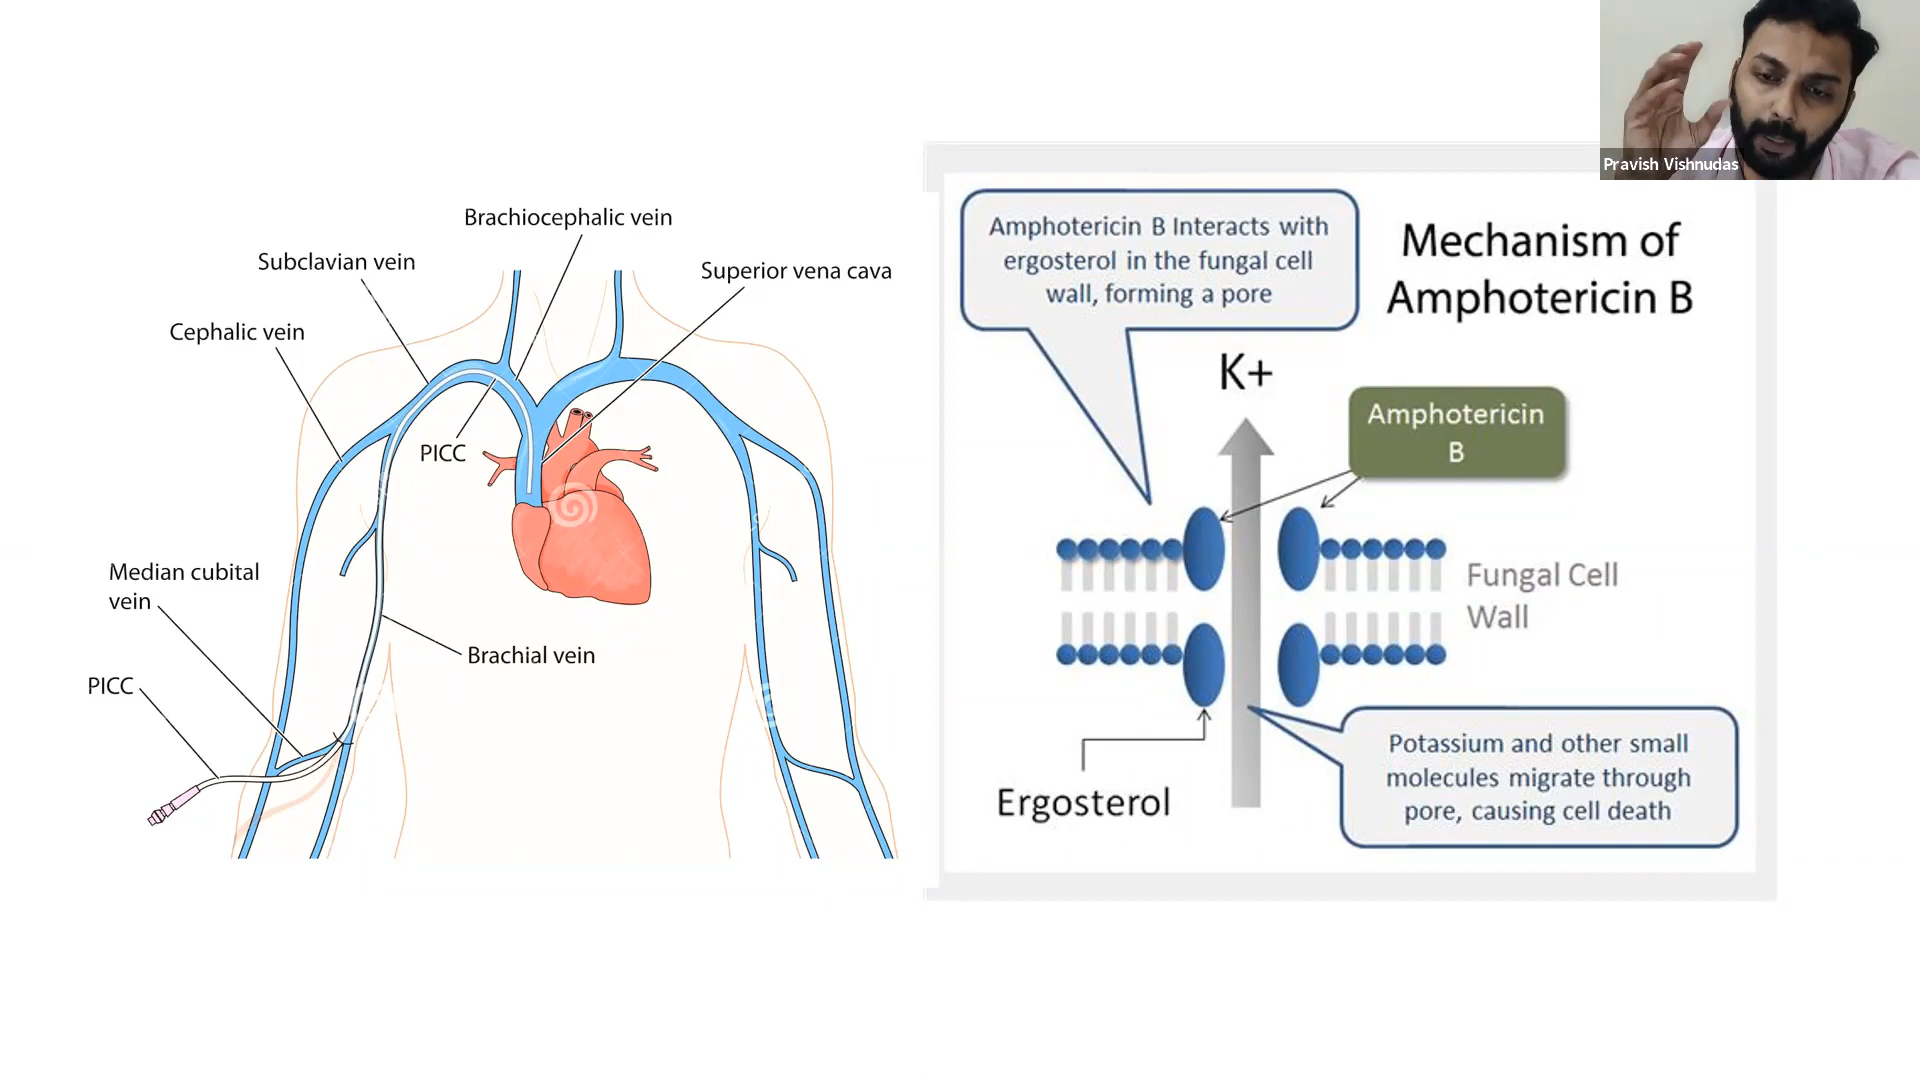 Pravish Vishnudas
Brachiocephalic vein
Subclavian vein
Superior vena cava
Cephalic vein
PICC
Median cubital
vein
Brachial vein
PICC
Amphotericin B Interacts with
ergosterol in the fungal cell
wall, forming a pore
Mechanism of
Amphotericin B
K+
Amphotericin
B
Fungal Cell
Wall
Ergosterol
Potassium and other small
molecules migrate through
pore, causing cell death